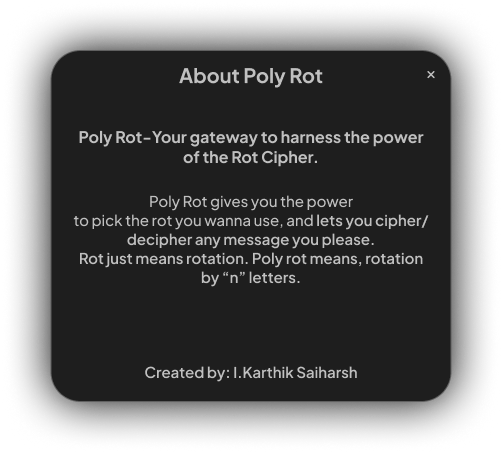 About Poly Rot ×
Poly Rot-Your gateway to harness the power
of the Rot Cipher.
Poly Rot gives you the power
to pick the rot you wanna use, and lets you cipher/
decipher any message you please.
Rot just means rotation. Poly rot means, rotation
by “n” letters.
Created by: I.Karthik Saiharsh